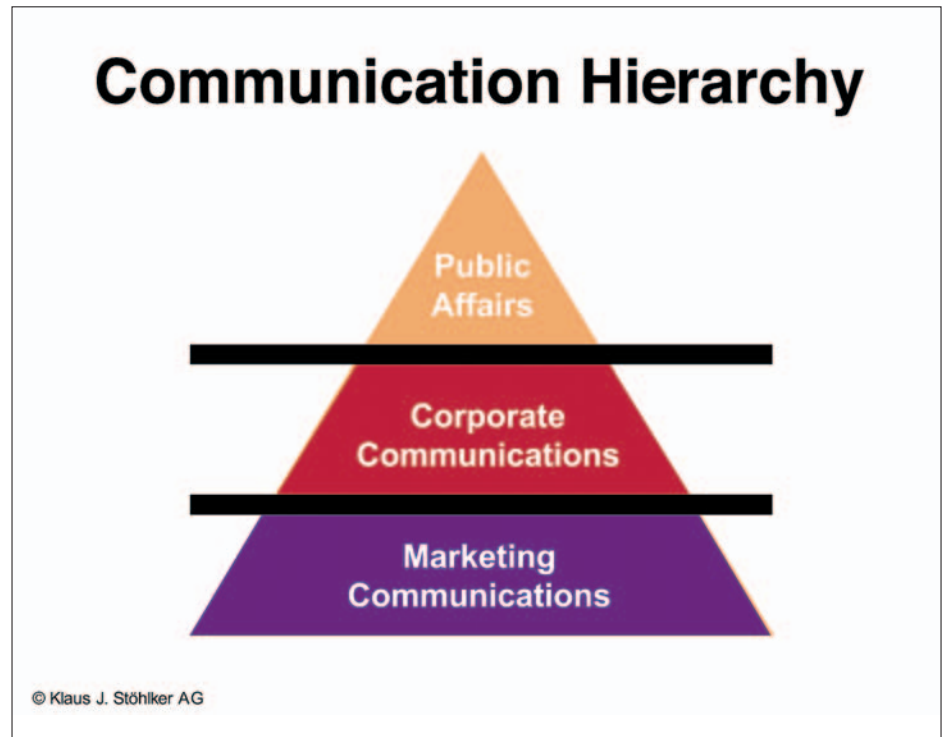 Communication Hierarchy
Public
Affairs
Corporate
Communications
Marketing
Communications
© Klaus J. Stöhlker AG